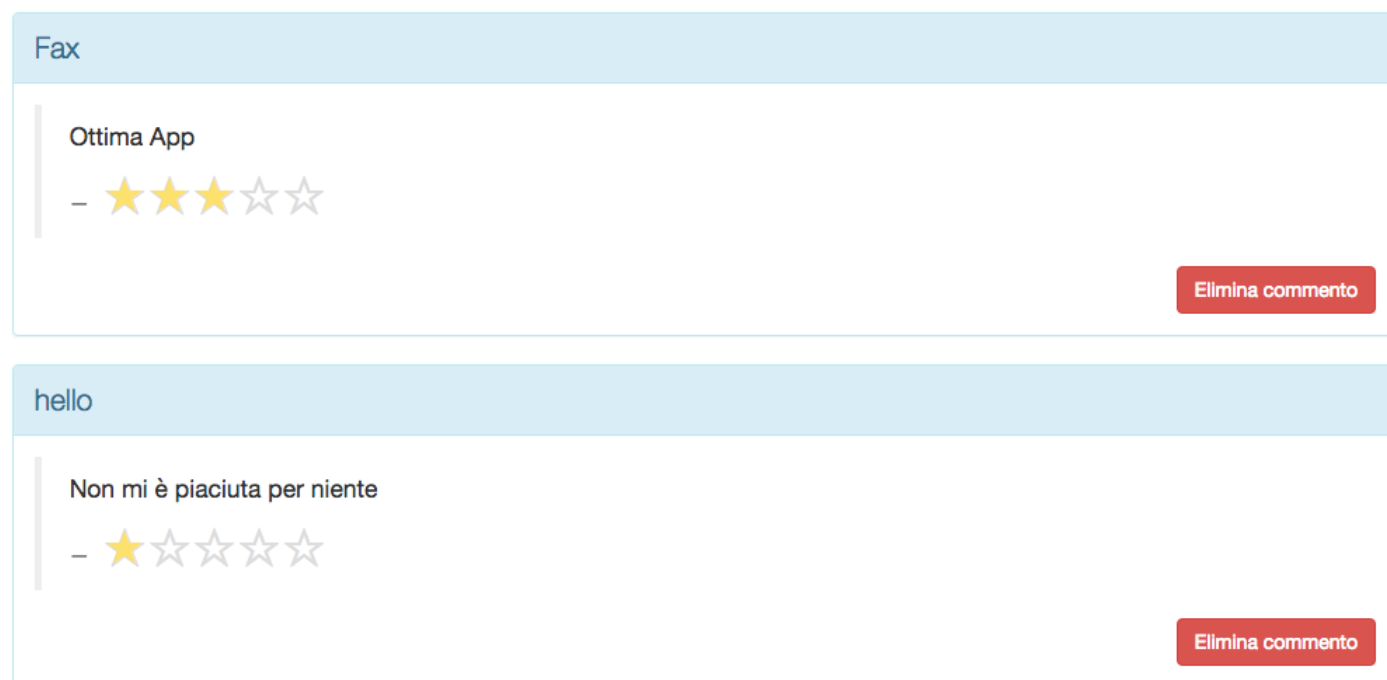 Fax
Ottima App
–
Elimina commento
hello
Non mi è piaciuta per niente
–
Elimina commento